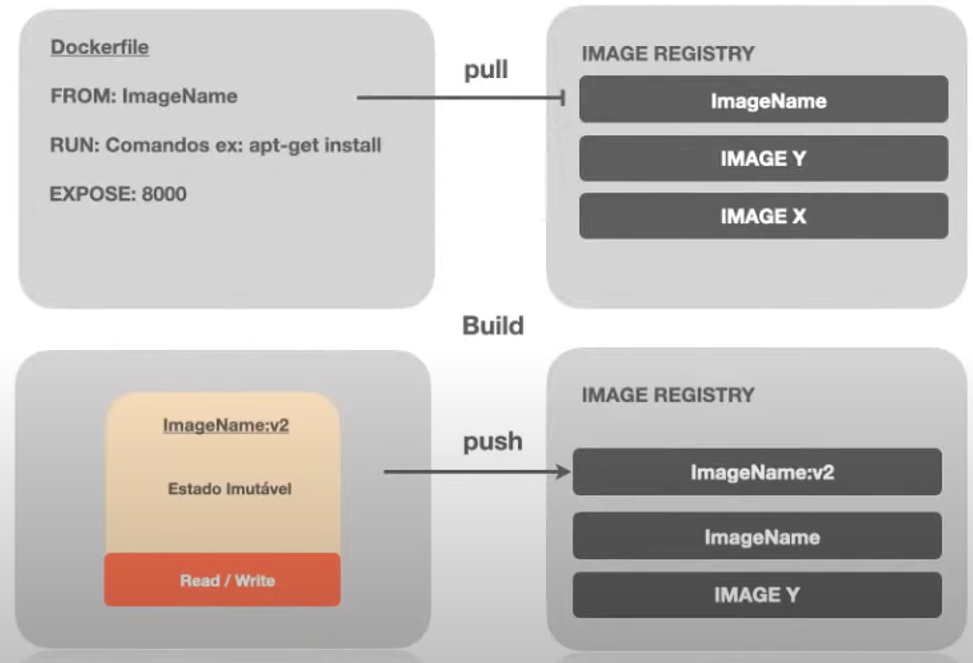 Dockerfile
FROM: ImageName
RUN: Comandos ex: apt-get install
EXPOSE: 8000
pull
IMAGE REGISTRY
ImageName
IMAGE Y
IMAGE X
Build
ImageName:v2
Estado Imutável
Read / Write
push
IMAGE REGISTRY
ImageName:v2
ImageName
IMAGE Y